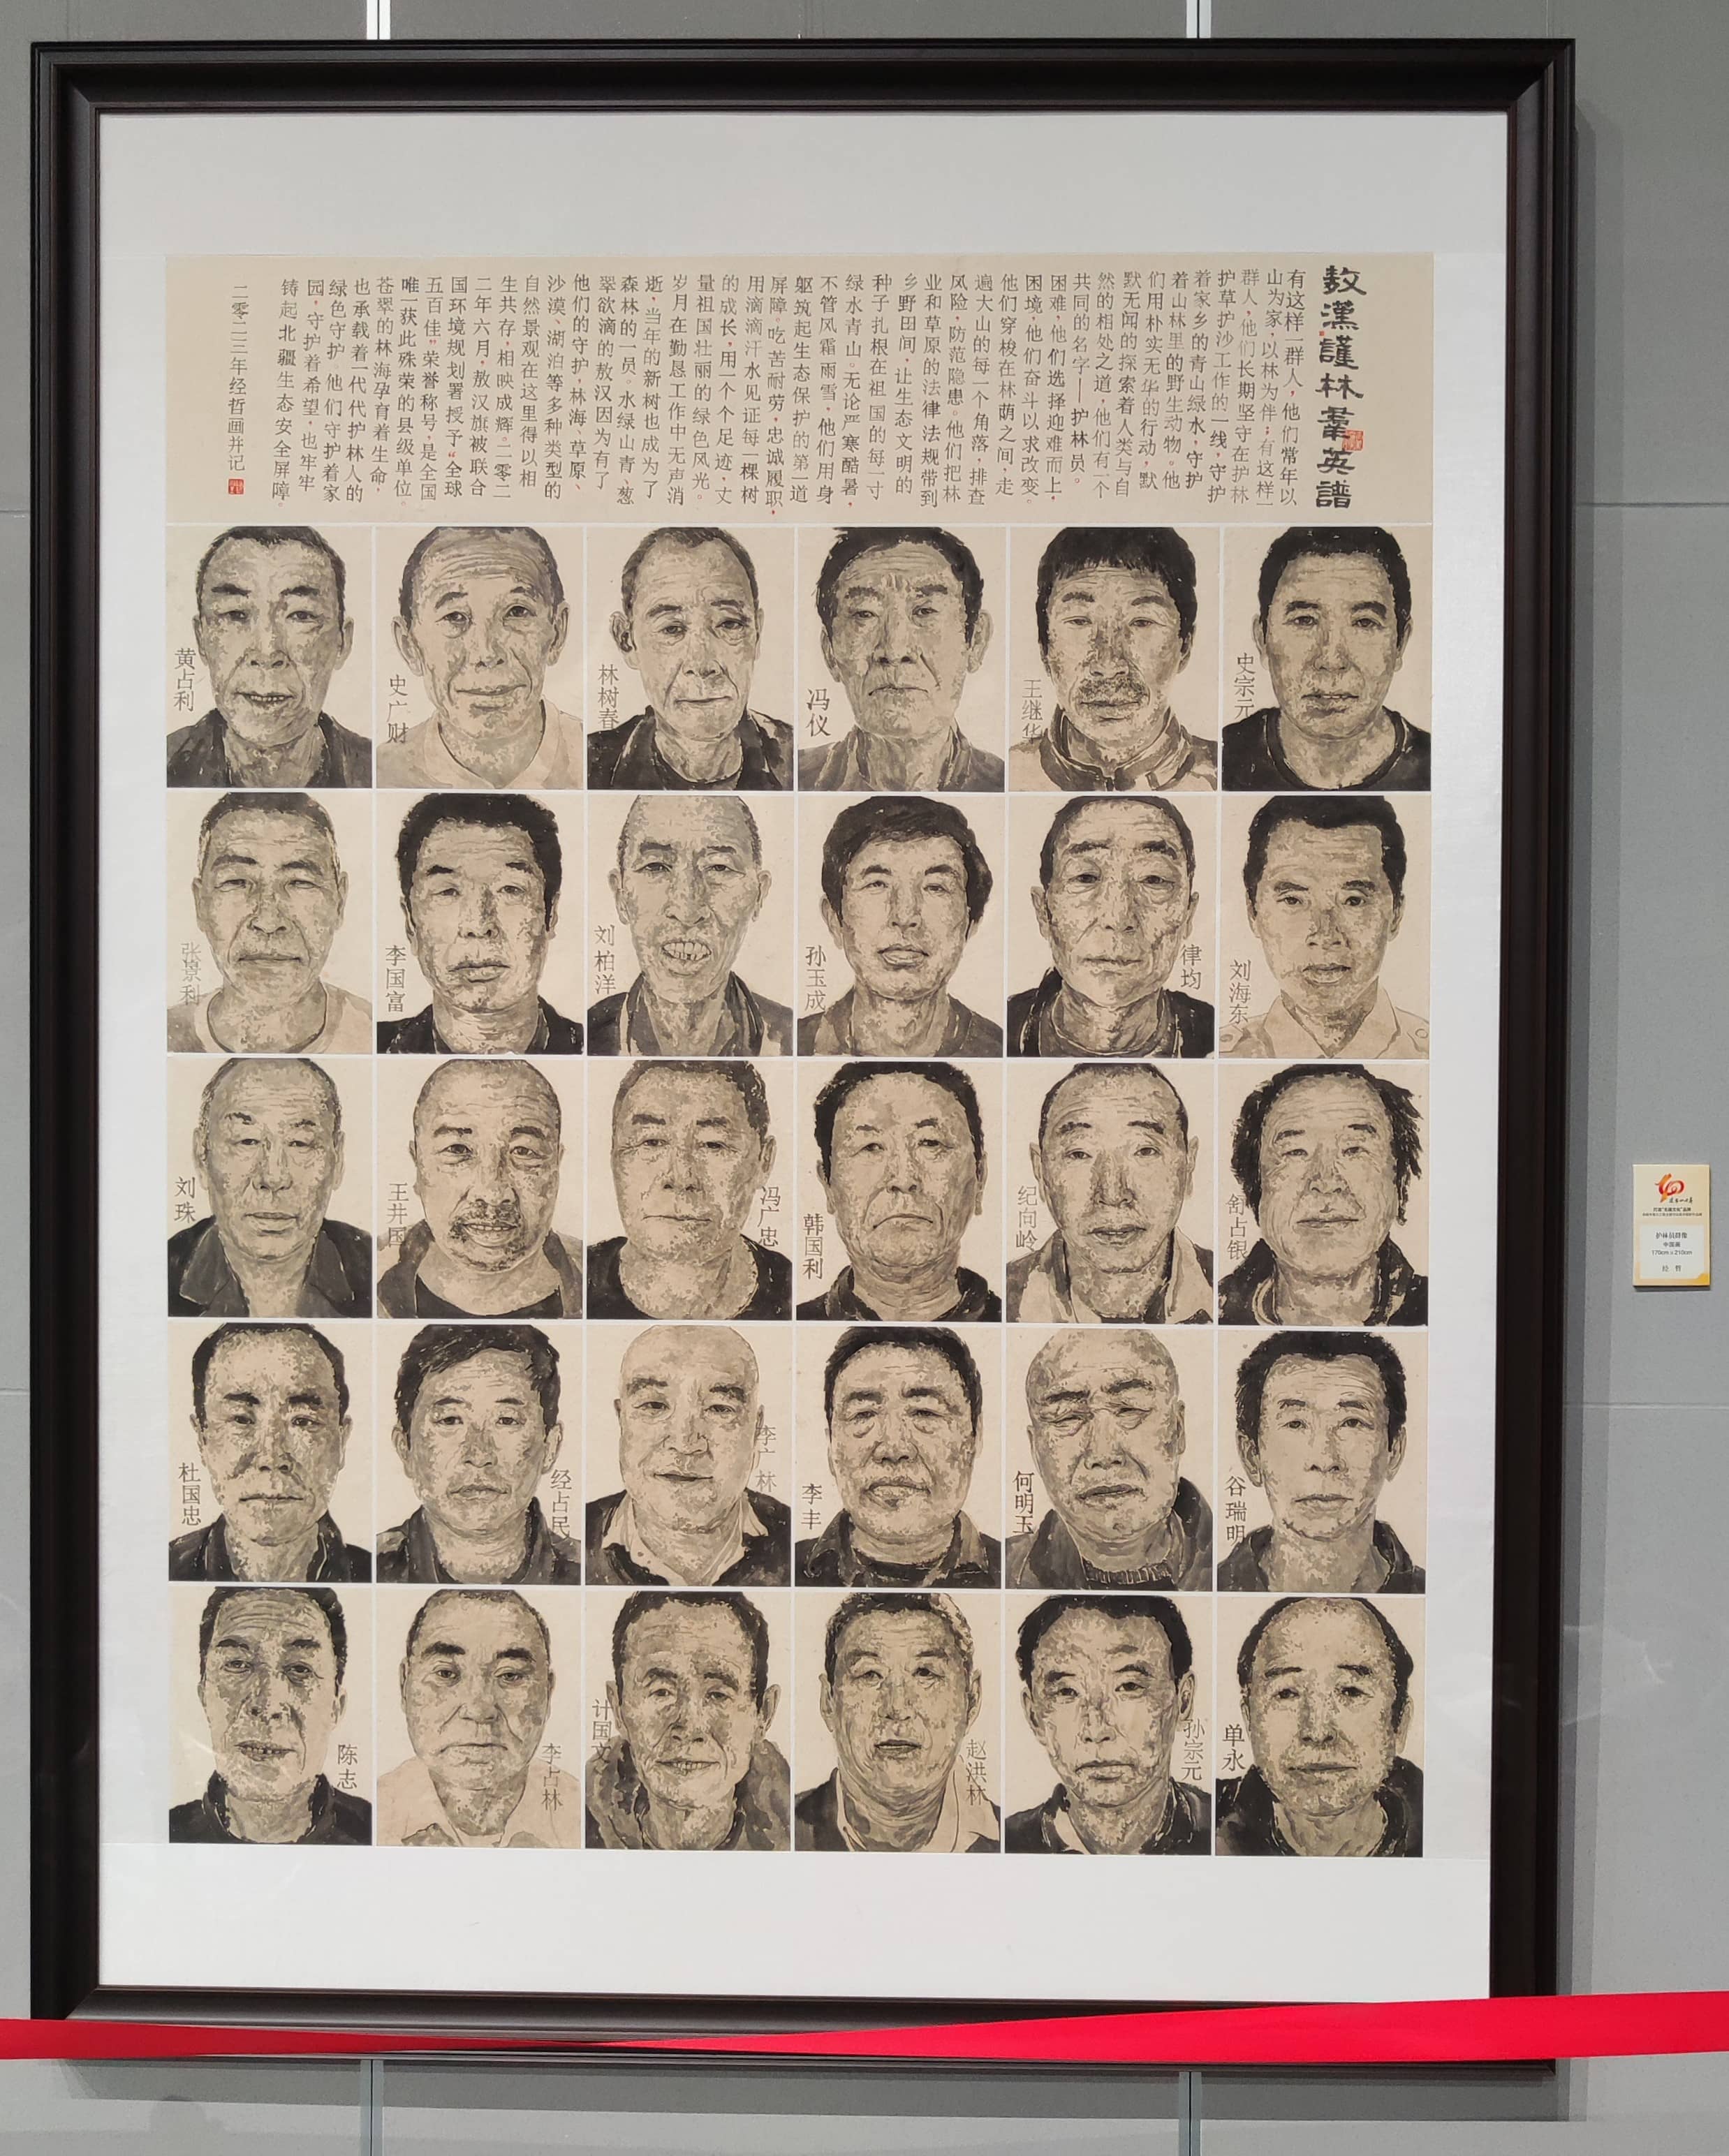 敖漢護林羣英譜
有这样一群人，他们常年以
山为家，以林为伴；有这样一
群人，他们长期坚守在护林
护草护沙工作的一线，守护
着家乡的青山绿水，守护
着山林里的野生动物。他
们用朴实无华的行动，默
默无闻的探索着人类与自
然的相处之道，他们有一个
共同的名字——护林员。
困难，他们选择迎难而上，
困境，他们奋斗以求改变。
他们穿梭在林荫之间，走
遍大山的每一个角落，排查
风险，防范隐患。他们把林
业和草原的法律法规带到
乡野田间，让生态文明的
种子扎根在祖国的每一寸
绿水青山。无论严寒酷暑，
不管风霜雨雪，他们用身
躯筑起生态保护的第一道
屏障。吃苦耐劳，忠诚履职，
用滴滴汗水见证每一棵树
的成长，用一个个足迹，丈
量祖国壮丽的绿色风光。
岁月在勤恳工作中无声消
逝，当年的新树也成为了
森林的一员。水绿山青、葱
翠欲滴的敖汉因为有了
他们的守护，林海、草原、
沙漠、湖泊等多种类型的
自然景观在这里得以相
生共存，相映成辉。二零二
二年六月，敖汉旗被联合
国环境规划署授予“全球
五百佳”荣誉称号，是全国
唯一获此殊荣的县级单位。
苍翠的林海孕育着生命，
也承载着一代代护林人的
绿色守护。他们守护着家
园，守护着希望，也牢牢
铸起北疆生态安全屏障。
二零二三年经哲画并记
黄占利
史广财
林树春
冯仪
王继华
史宗元
张景利
李国富
刘柏洋
孙玉成
律均
刘海东
刘珠
王井国
冯广忠
韩国利
纪向岭
舒占银
杜国忠
经占民
李广林
李丰
何明玉
谷瑞明
陈志
李占林
计国文
赵洪林
孙宗元
单永
护林员群像
中国画
170cm×210cm
经哲